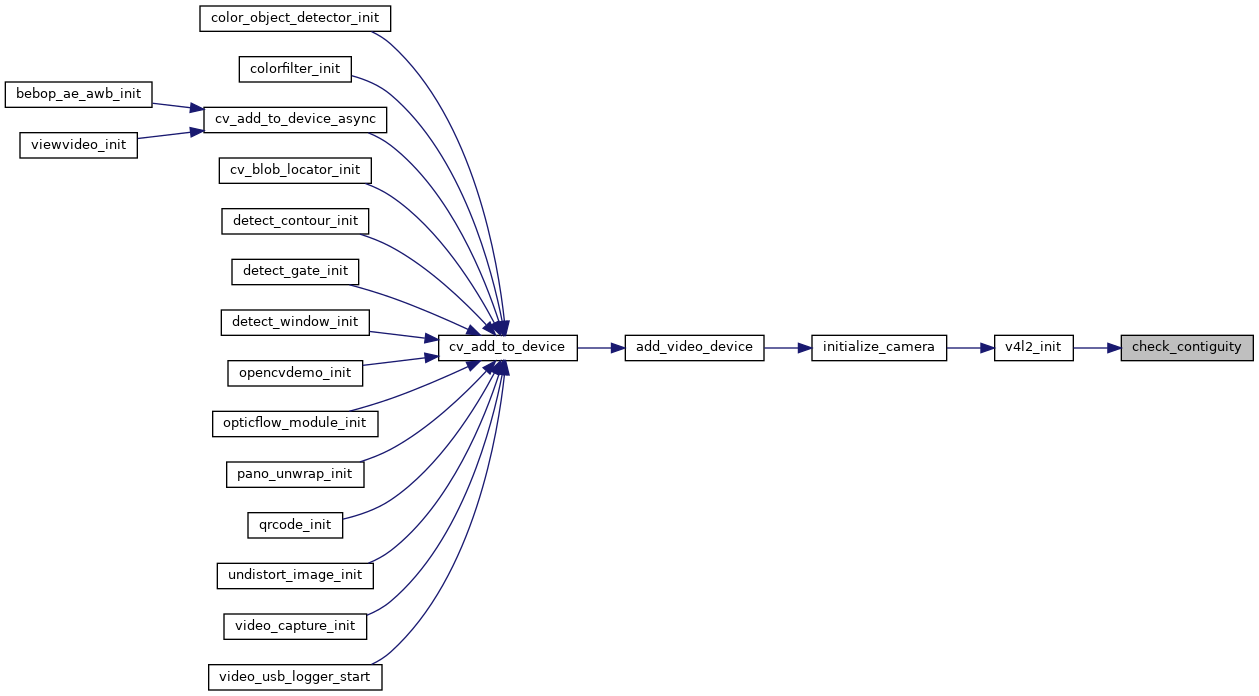 color_object_detector_init
colorfilter_init
bebop_ae_awb_init
cv_add_to_device_async
viewvideo_init
cv_blob_locator_init
detect_contour_init
detect_gate_init
detect_window_init
cv_add_to_device
add_video_device
initialize_camera
v4l2_init
check_contiguity
opencvdemo_init
opticflow_module_init
pano_unwrap_init
qrcode_init
undistort_image_init
video_capture_init
video_usb_logger_start